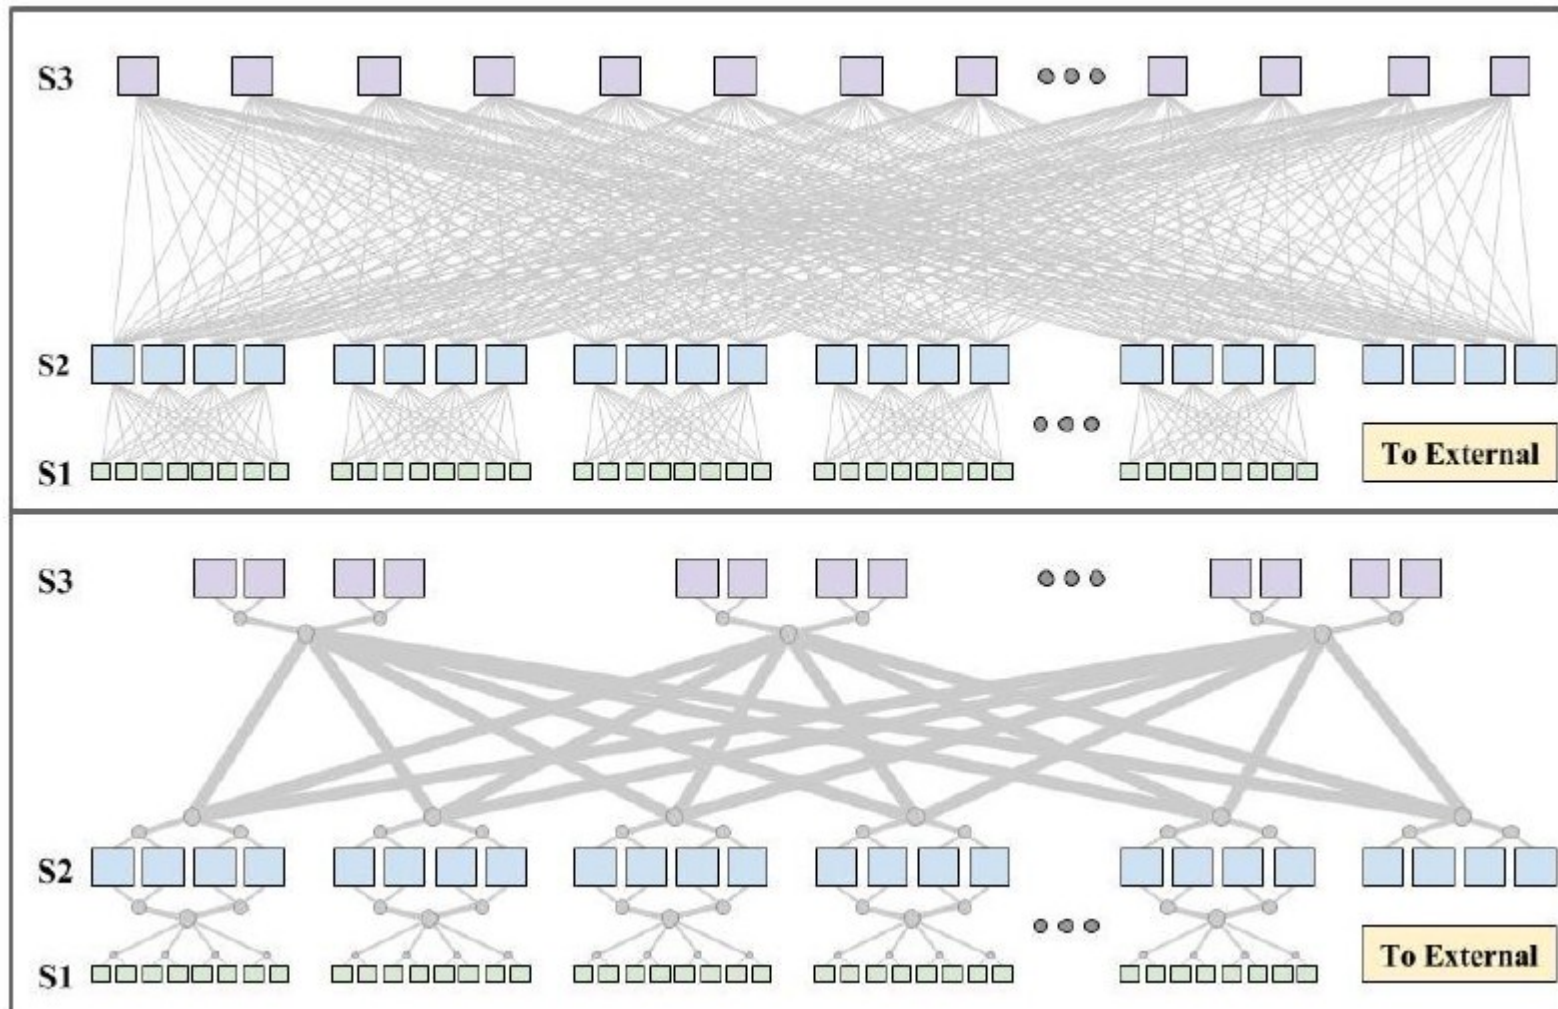 S3
S2
S1
To External
S3
S2
S1
To External